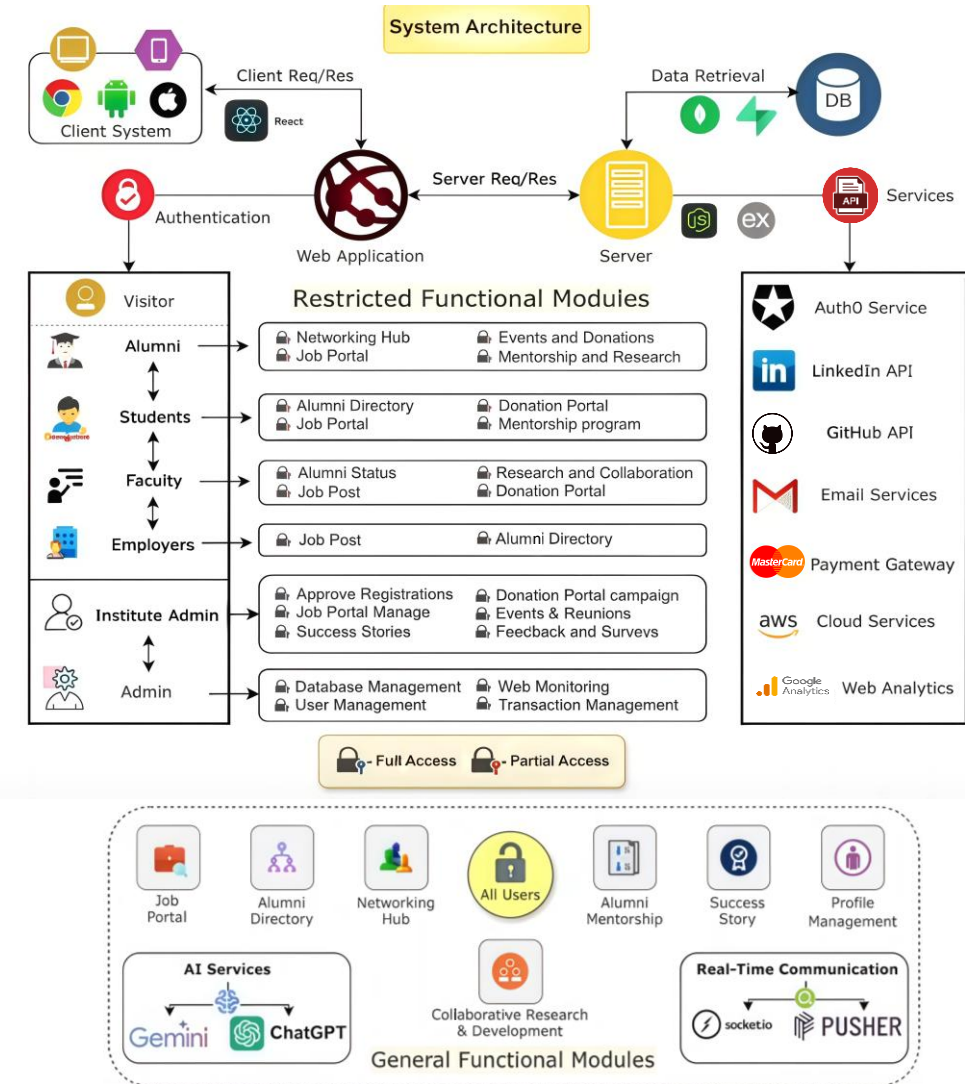 System Architecture
Client Req/Res
React
Client System
Data Retrieval
DB
Authentication
Server Req/Res
Web Application
Server
JS
ex
API
Services
Visitor
Restricted Functional Modules
Alumni
Networking Hub
Job Portal
Events and Donations
Mentorship and Research
Students
Alumni Directory
Job Portal
Donation Portal
Mentorship program
Facuity
Alumni Status
Job Post
Research and Collaboration
Donation Portal
Employers
Job Post
Alumni Directory
Institute Admin
Approve Registrations
Job Portal Manage
Success Stories
Donation Portal campaign
Events & Reunions
Feedback and Surveys
Admin
Database Management
User Management
Web Monitoring
Transaction Management
Auth0 Service
in
LinkedIn API
GitHub API
Email Services
MasterCard
Payment Gateway
aws
Cloud Services
Google
Analytics
Web Analytics
- Full Access
- Partial Access
Job
Portal
Alumni
Directory
Networking
Hub
All Users
Alumni
Mentorship
Success
Story
Profile
Management
AI Services
Gemini
ChatGPT
Collaborative Research
& Development
Real-Time Communication
socket.io
PUSHER
General Functional Modules